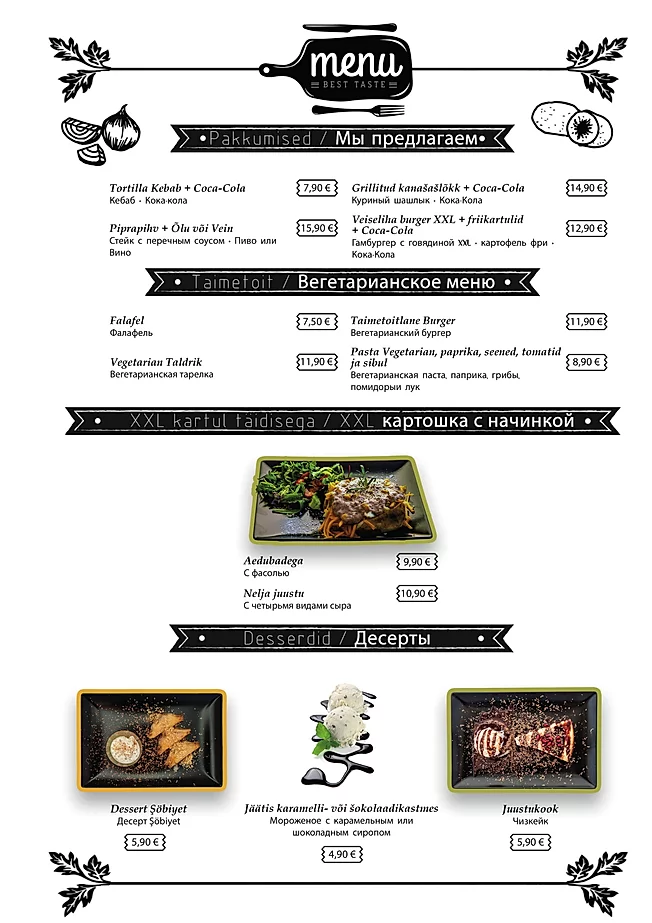 menu
BEST TASTE
Pakkumised / Мы предлагаем
Tortilla Kebab + Coca-Cola 7,90 €
Кебаб • Кока-кола
Piprapihv + Õlu või Vein 15,90 €
Стейк с перечным соусом • Пиво или
Вино
Grillitud kanašašlõkk + Coca-Cola 14,90 €
Куриный шашлык • Кока-Кола
Veiseliha burger XXL + friikartulid
+ Coca-Cola 12,90 €
Гамбургер с говядиной XXL • картофель фри •
Кока-Кола
Taimetoit / Вегетарианское меню
Falafel 7,50 €
Фалафель
Vegetarian Taldrik 11,90 €
Вегетарианская тарелка
Taimetoitlane Burger 11,90 €
Вегетарианский бургер
Pasta Vegetarian, paprika, seened, tomatid
ja sibul 8,90 €
Вегетарианская паста, паприка, грибы,
помидорыи лук
XXL kartul täidisega / XXL картошка с начинкой
Aedubadega 9,90 €
С фасолью
Nelja juustu 10,90 €
С четырьмя видами сыра
Desserdid / Десерты
Dessert Şöbiyet
Десерт Şöbiyet
5,90 €
Jäätis karamelli- või šokolaadikastmes
Мороженое с карамельным или
шоколадным сиропом
4,90 €
Juustukook
Чизкейк
5,90 €